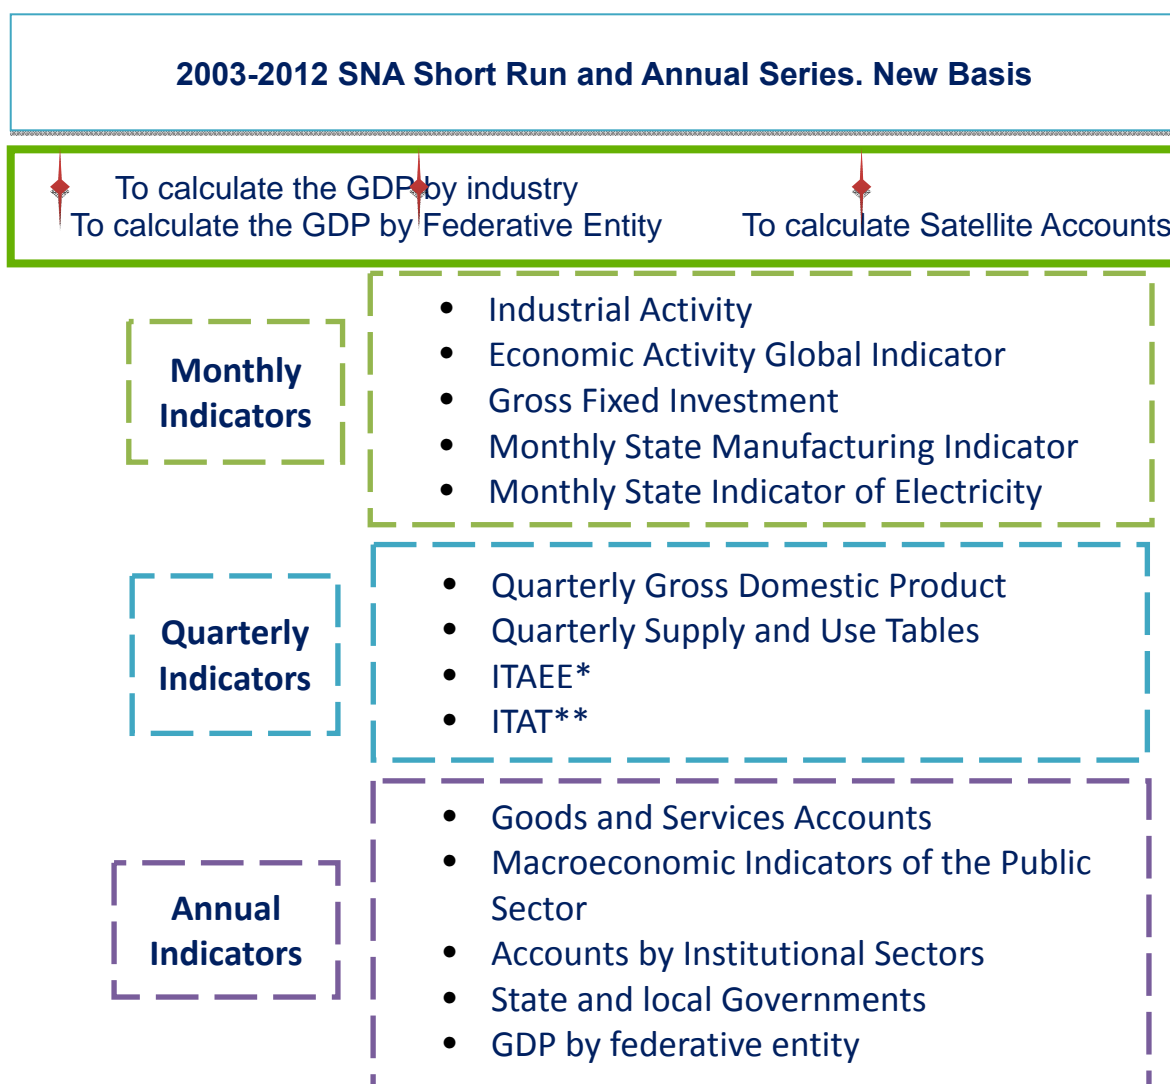 2003-2012 SNA Short Run and Annual Series. New Basis
To calculate the GDP by industry
To calculate the GDP by Federative Entity To calculate Satellite Accounts
Monthly
Indicators
• Industrial Activity
• Economic Activity Global Indicator
• Gross Fixed Investment
• Monthly State Manufacturing Indicator
• Monthly State Indicator of Electricity
Quarterly
Indicators
• Quarterly Gross Domestic Product
• Quarterly Supply and Use Tables
• ITAEE*
• ITAT**
Annual
Indicators
• Goods and Services Accounts
• Macroeconomic Indicators of the Public
Sector
• Accounts by Institutional Sectors
• State and local Governments
• GDP by federative entity